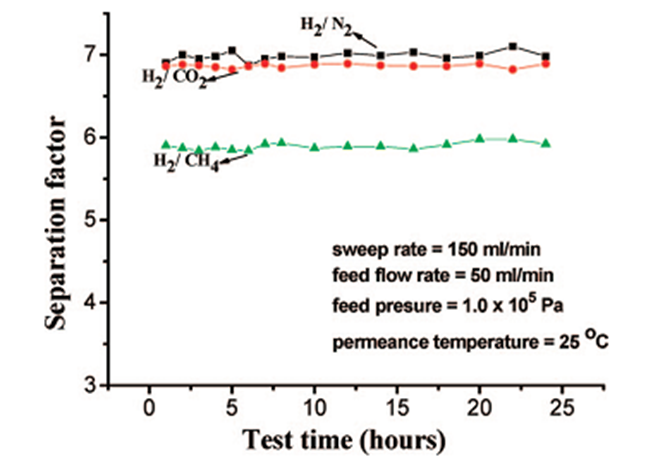 H2/ N2
7
H2/ CO2
6
H2/ CH4
5
sweep rate = 150 ml/min
feed flow rate = 50 ml/min
feed presure = 1.0 x 10^5 Pa
4
permeance temperature = 25 °C
3
0 5 10 15 20 25
Test time (hours)
Separation factor